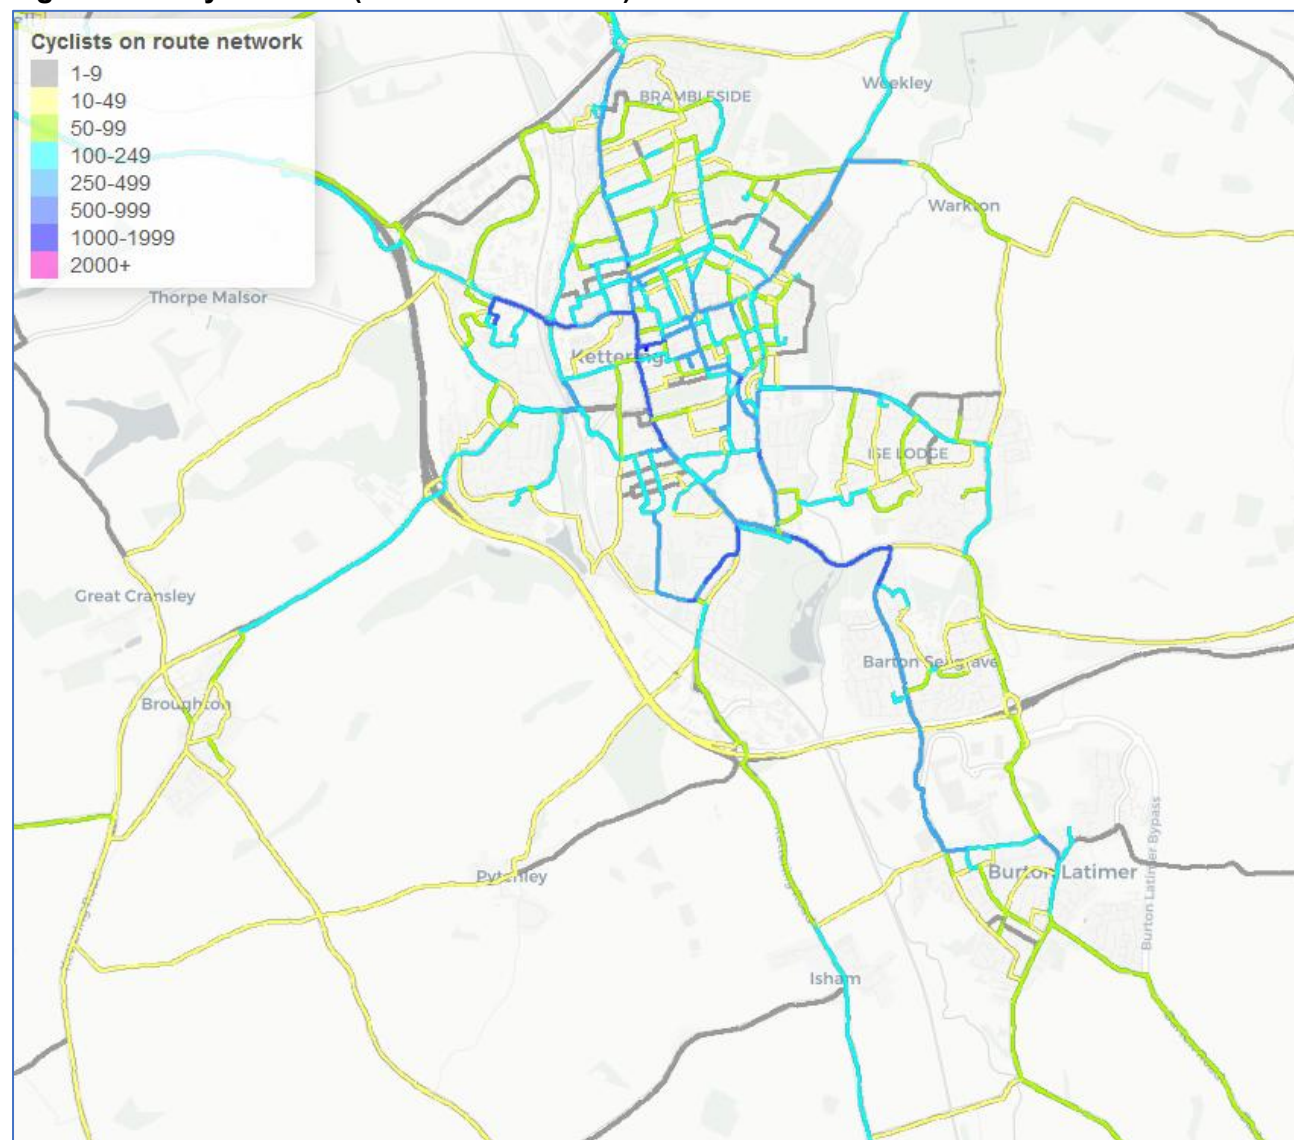 Cyclists on route network
1-9
10-49
50-99
100-249
250-499
500-999
1000-1999
2000+
BRAMBLESIDE
Weekley
Warkton
Thorpe Malsor
Kettering
ISE LODGE
Great Cransley
Barton Seagrave
Broughton
Burton Latimer Bypass
Pytchley
Burton Latimer
Isham